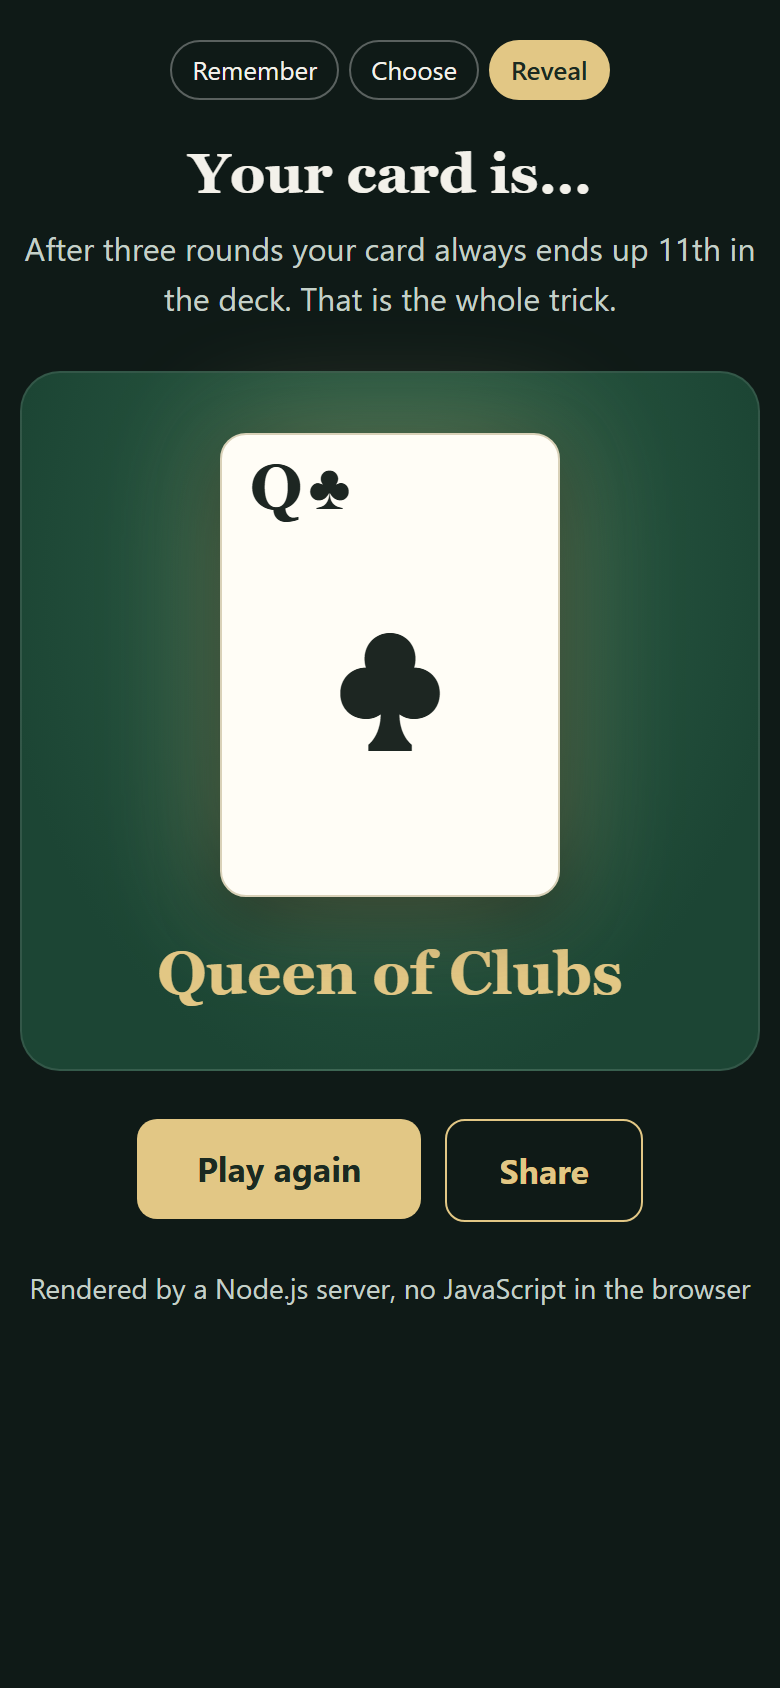 Remember Choose Reveal
Your card is...
After three rounds your card always ends up 11th in
the deck. That is the whole trick.
Q♣
♣
Queen of Clubs
Play again Share
Rendered by a Node.js server, no JavaScript in the browser